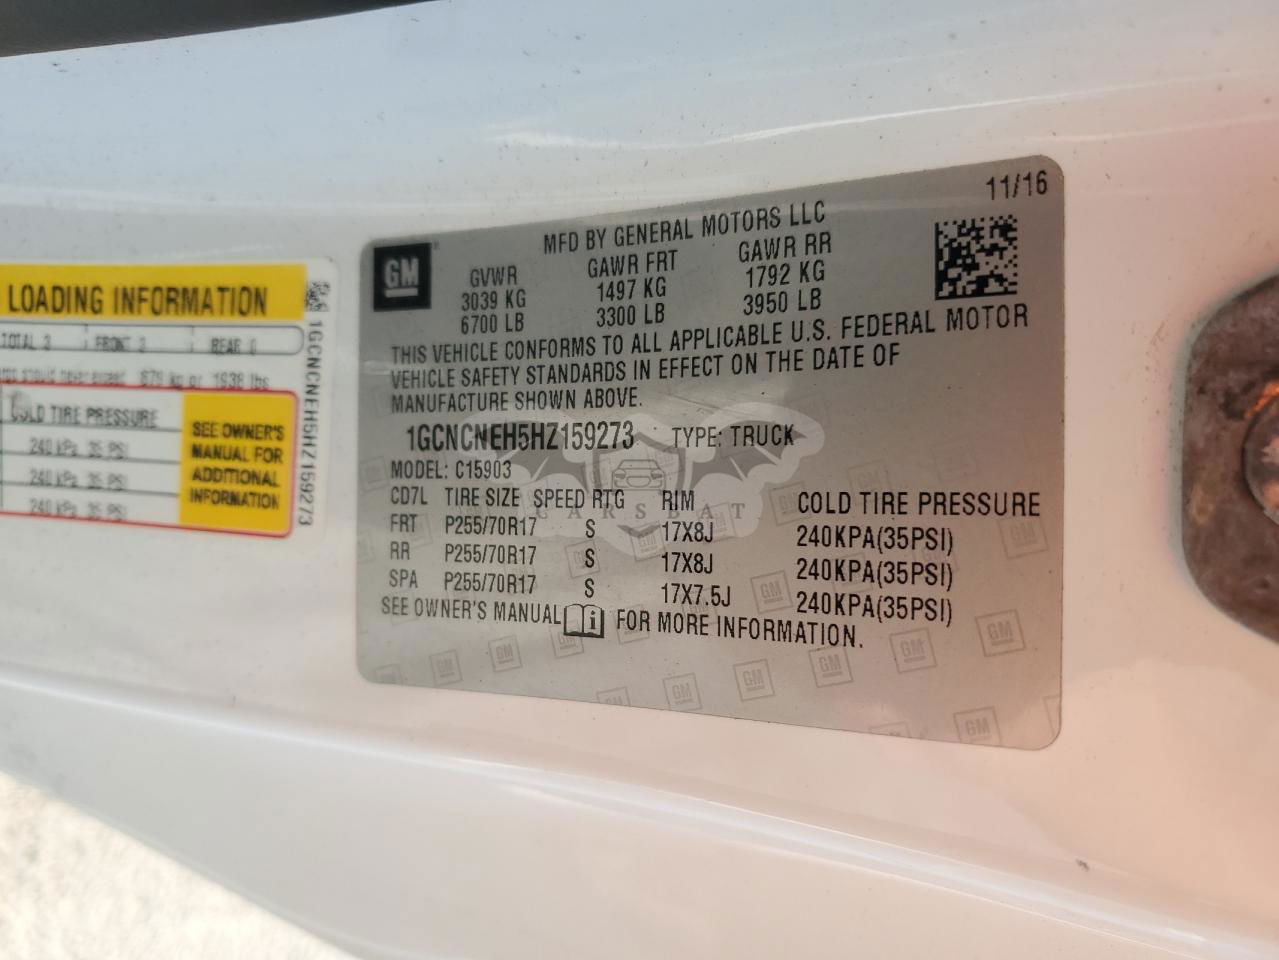 11/16
GM
MFD BY GENERAL MOTORS LLC
GVWR GAWR FRT GAWR RR
3039 KG 1497 KG 1792 KG
6700 LB 3300 LB 3950 LB
THIS VEHICLE CONFORMS TO ALL APPLICABLE U.S. FEDERAL MOTOR
VEHICLE SAFETY STANDARDS IN EFFECT ON THE DATE OF
MANUFACTURE SHOWN ABOVE.
1GCNCNEH5HZ159273 TYPE: TRUCK
MODEL: C15903
CD7L TIRE SIZE SPEED RTG RIM COLD TIRE PRESSURE
CARSBAT
FRT P255/70R17 S 17X8J 240KPA(35PSI)
RR P255/70R17 S 17X8J 240KPA(35PSI)
SPA P255/70R17 S 17X7.5J 240KPA(35PSI)
SEE OWNER'S MANUAL i FOR MORE INFORMATION.
LOADING INFORMATION
TOTAL 3 FRONT 3 REAR 0
879 kg or 1938 lbs
COLD TIRE PRESSURE
240 kPa 35 PSI
240 kPa 35 PSI
240 kPa 35 PSI
SEE OWNER'S
MANUAL FOR
ADDITIONAL
INFORMATION
1GCNCNEH5HZ159273